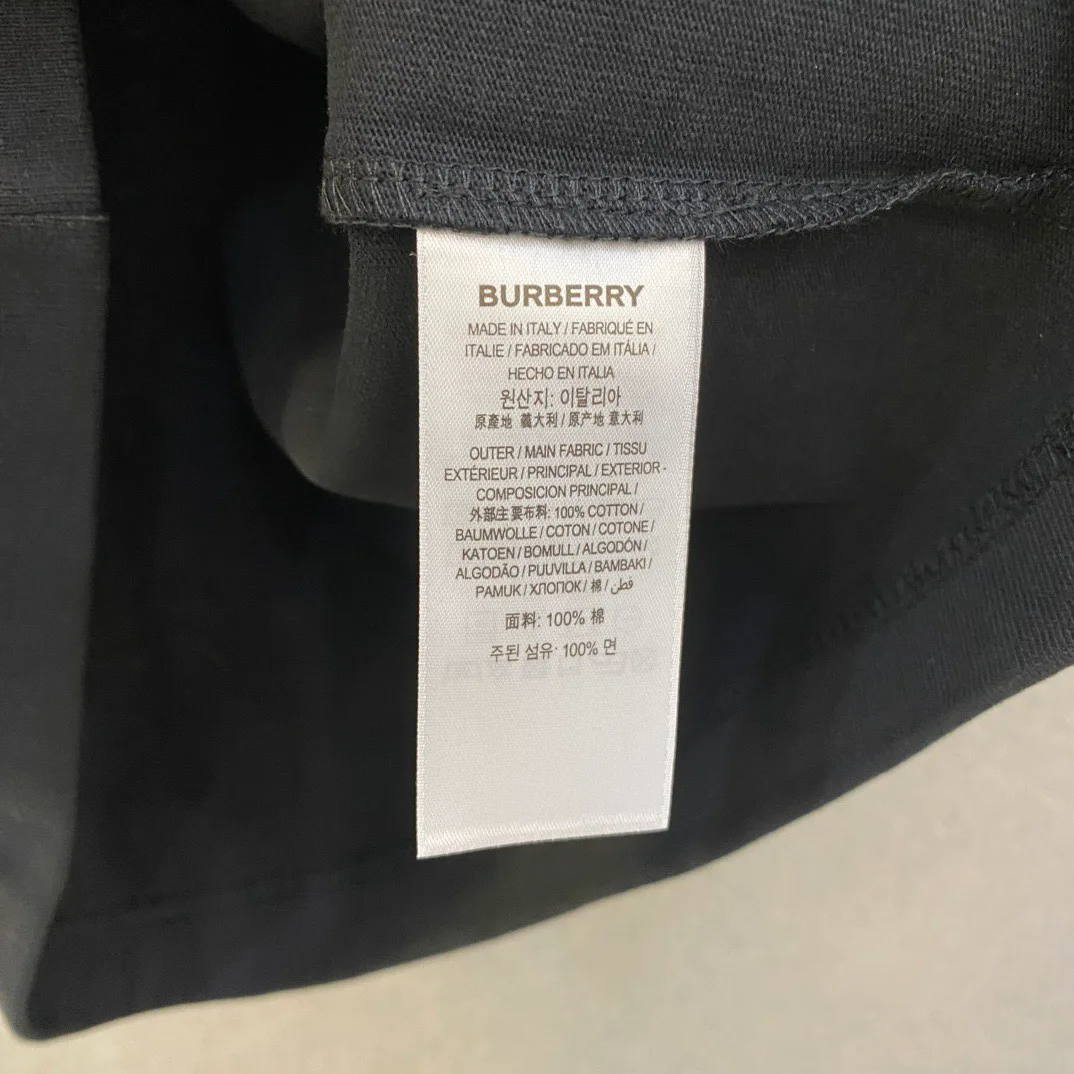 BURBERRY
MADE IN ITALY / FABRIQUÉ EN
ITALIE / FABRICADO EM ITÁLIA /
HECHO EN ITALIA
원산지: 이탈리아
原產地 義大利 / 原产地 意大利
OUTER / MAIN FABRIC / TISSU
EXTÉRIEUR / PRINCIPAL / EXTERIOR -
COMPOSICION PRINCIPAL /
外部主要布料: 100% COTTON /
BAUMWOLLE / COTON / COTONE /
KATOEN / BOMULL / ALGODÓN /
ALGODÃO / PUUVILLA / BAMBAKI /
PAMUK / ХЛОПОК / 棉 / قطن
面料: 100% 棉
주된 섬유: 100% 면